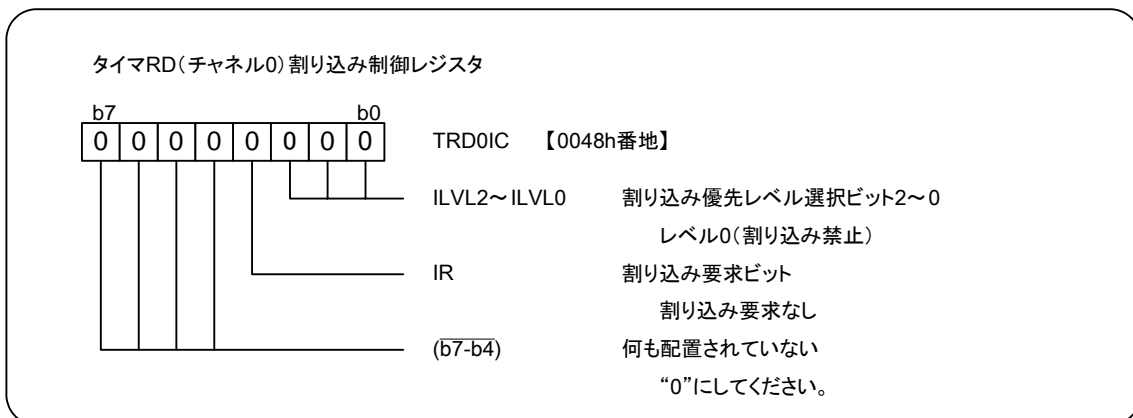 タイマRD(チャネル0)割り込み制御レジスタ
b7 b0
0 0 0 0 0 0 0 0 TRD0IC 【0048h番地】
ILVL2～ILVL0 割り込み優先レベル選択ビット2～0
レベル0(割り込み禁止)
IR 割り込み要求ビット
割り込み要求なし
(b7-b4) 何も配置されていない
“0”にしてください。